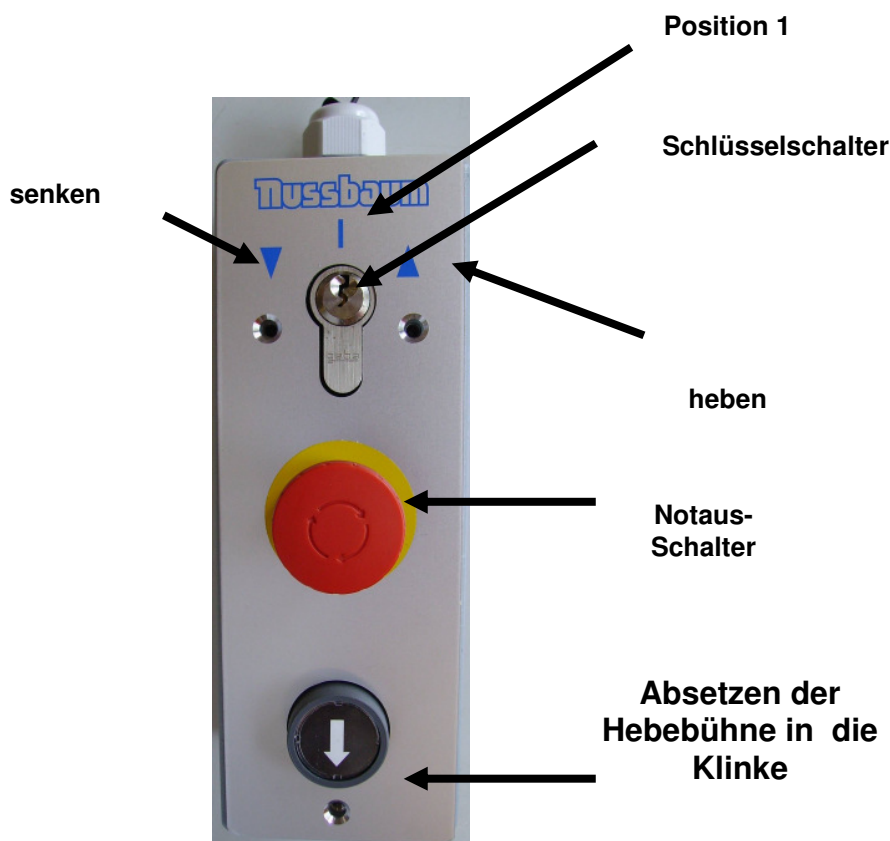 Position 1
Schlüsselschalter
senken
Nussbaum
heben
Notaus-
Schalter
Absetzen der
Hebebühne in die
Klinke